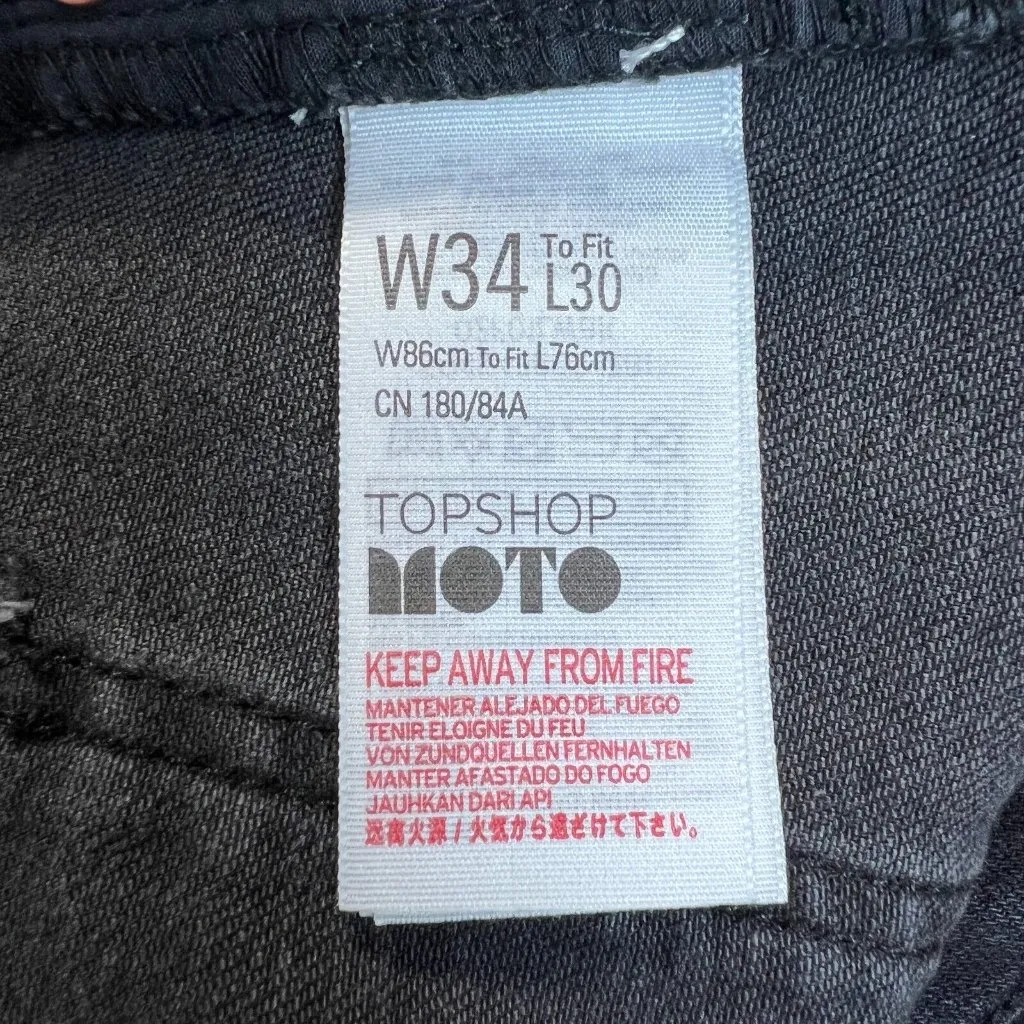 W34 To Fit L30
W86cm To Fit L76cm
CN 180/84A
TOPSHOP
MOTO
KEEP AWAY FROM FIRE
MANTENER ALEJADO DEL FUEGO
TENIR ELOIGNE DU FEU
VON ZUNDQUELLEN FERNHALTEN
MANTER AFASTADO DO FOGO
JAUHKAN DARI API
远离火源 / 火気から遠ざけて下さい。